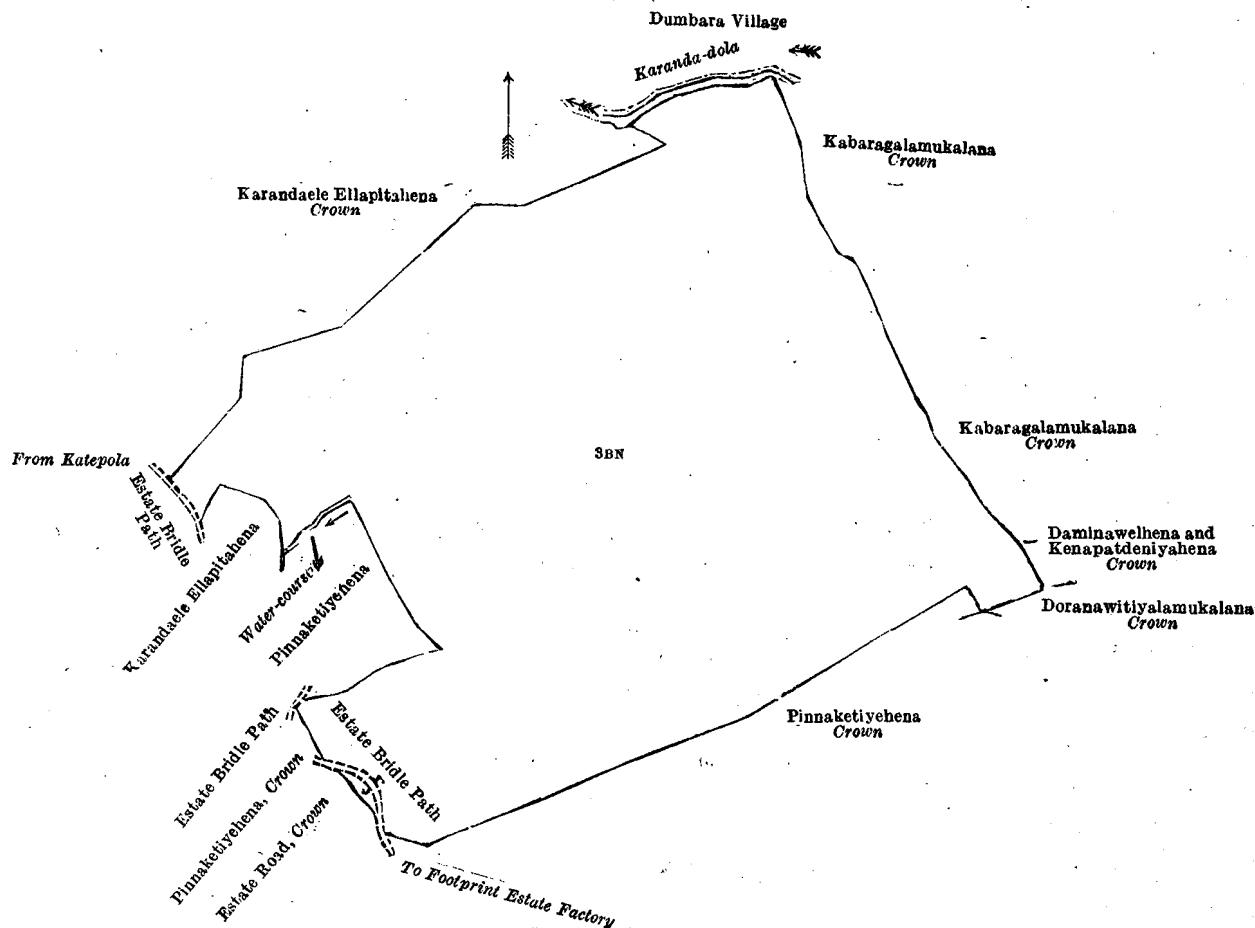 Dumbara Village
Karanda-dola
Kabaragalamukalana
Crown
Karandaele Ellapitahena
Crown
Kabaragalamukalana
Crown
3BN
From Katepola
Estate Bridle
Path
Karandaele Ellapitahena
Water-course
Pinnaketiyehena
Daminawelhena and
Kenapatdeniyahena
Crown
Doranawitiyalamukalana
Crown
Pinnaketiyehena
Crown
Estate Bridle Path
Estate Bridle Path
Pinnaketiyehena, Crown
Estate Road, Crown
To Footprint Estate Factory